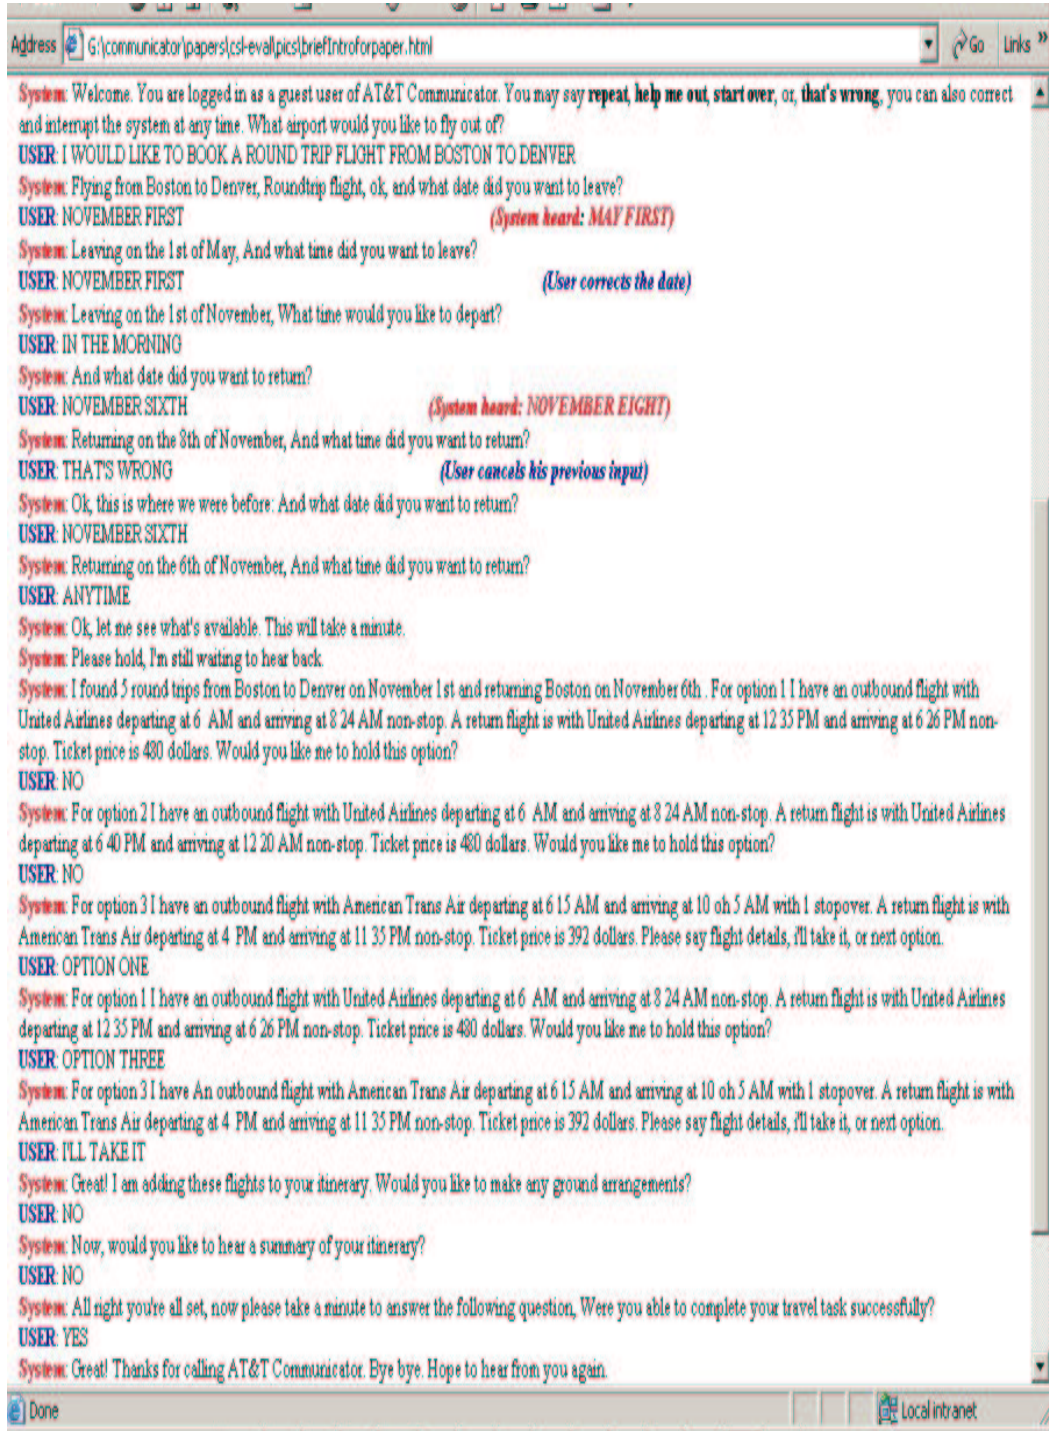 Address G:\communicator\papers\csl-eval\pics\briefIntroforpaper.html Go Links »
System: Welcome. You are logged in as a guest user of AT&T Communicator. You may say repeat, help me out, start over, or, that's wrong, you can also correct
and interrupt the system at any time. What airport would you like to fly out of?
USER: I WOULD LIKE TO BOOK A ROUND TRIP FLIGHT FROM BOSTON TO DENVER
System: Flying from Boston to Denver, Roundtrip flight, ok, and what date did you want to leave?
USER: NOVEMBER FIRST (System heard: MAY FIRST)
System: Leaving on the 1st of May, And what time did you want to leave?
USER: NOVEMBER FIRST (User corrects the date)
System: Leaving on the 1st of November, What time would you like to depart?
USER: IN THE MORNING
System: And what date did you want to return?
USER: NOVEMBER SIXTH (System heard: NOVEMBER EIGHT)
System: Returning on the 8th of November, And what time did you want to return?
USER: THAT'S WRONG (User cancels his previous input)
System: Ok, this is where we were before: And what date did you want to return?
USER: NOVEMBER SIXTH
System: Returning on the 6th of November, And what time did you want to return?
USER: ANYTIME
System: Ok, let me see what's available. This will take a minute.
System: Please hold, I'm still waiting to hear back.
System: I found 5 round trips from Boston to Denver on November 1st and returning Boston on November 6th . For option 1 I have an outbound flight with
United Airlines departing at 6 AM and arriving at 8 24 AM non-stop. A return flight is with United Airlines departing at 12 35 PM and arriving at 6 26 PM non-
stop. Ticket price is 480 dollars. Would you like me to hold this option?
USER: NO
System: For option 2 I have an outbound flight with United Airlines departing at 6 AM and arriving at 8 24 AM non-stop. A return flight is with United Airlines
departing at 6 40 PM and arriving at 12 20 AM non-stop. Ticket price is 480 dollars. Would you like me to hold this option?
USER: NO
System: For option 3 I have an outbound flight with American Trans Air departing at 6 15 AM and arriving at 10 oh 5 AM with 1 stopover. A return flight is with
American Trans Air departing at 4 PM and arriving at 11 35 PM non-stop. Ticket price is 392 dollars. Please say flight details, i'll take it, or next option.
USER: OPTION ONE
System: For option 1 I have an outbound flight with United Airlines departing at 6 AM and arriving at 8 24 AM non-stop. A return flight is with United Airlines
departing at 12 35 PM and arriving at 6 26 PM non-stop. Ticket price is 480 dollars. Would you like me to hold this option?
USER: OPTION THREE
System: For option 3 I have An outbound flight with American Trans Air departing at 6 15 AM and arriving at 10 oh 5 AM with 1 stopover. A return flight is with
American Trans Air departing at 4 PM and arriving at 11 35 PM non-stop. Ticket price is 392 dollars. Please say flight details, i'll take it, or next option.
USER: I'LL TAKE IT
System: Great! I am adding these flights to your itinerary. Would you like to make any ground arrangements?
USER: NO
System: Now, would you like to hear a summary of your itinerary?
USER: NO
System: All right you're all set, now please take a minute to answer the following question, Were you able to complete your travel task successfully?
USER: YES
System: Great! Thanks for calling AT&T Communicator. Bye bye. Hope to hear from you again.
Done Local intranet